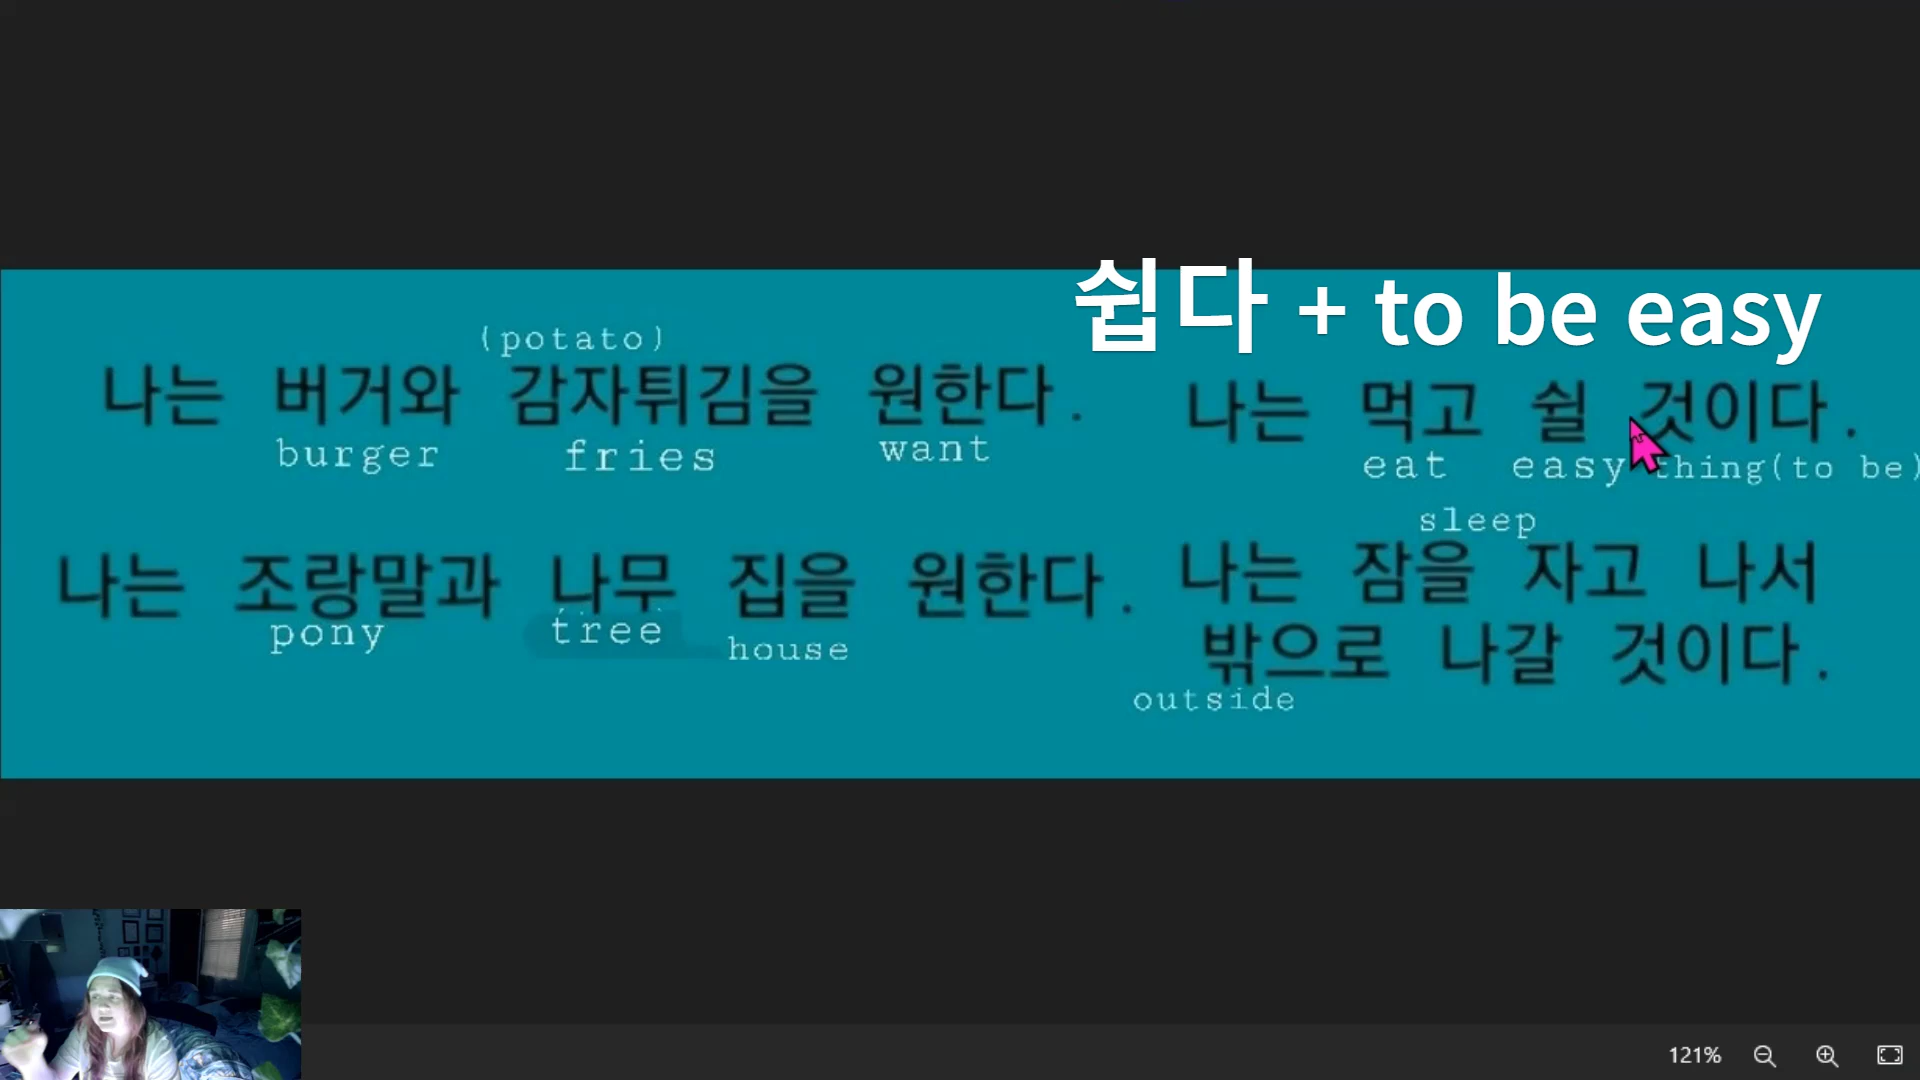 쉽다 + to be easy
(potato)
나는 버거와 감자튀김을 원한다.
burger fries want
나는 조랑말과 나무 집을 원한다.
pony tree house
나는 먹고 쉴 것이다.
eat easy thing(to be)
sleep
나는 잠을 자고 나서
밖으로 나갈 것이다.
outside
121%